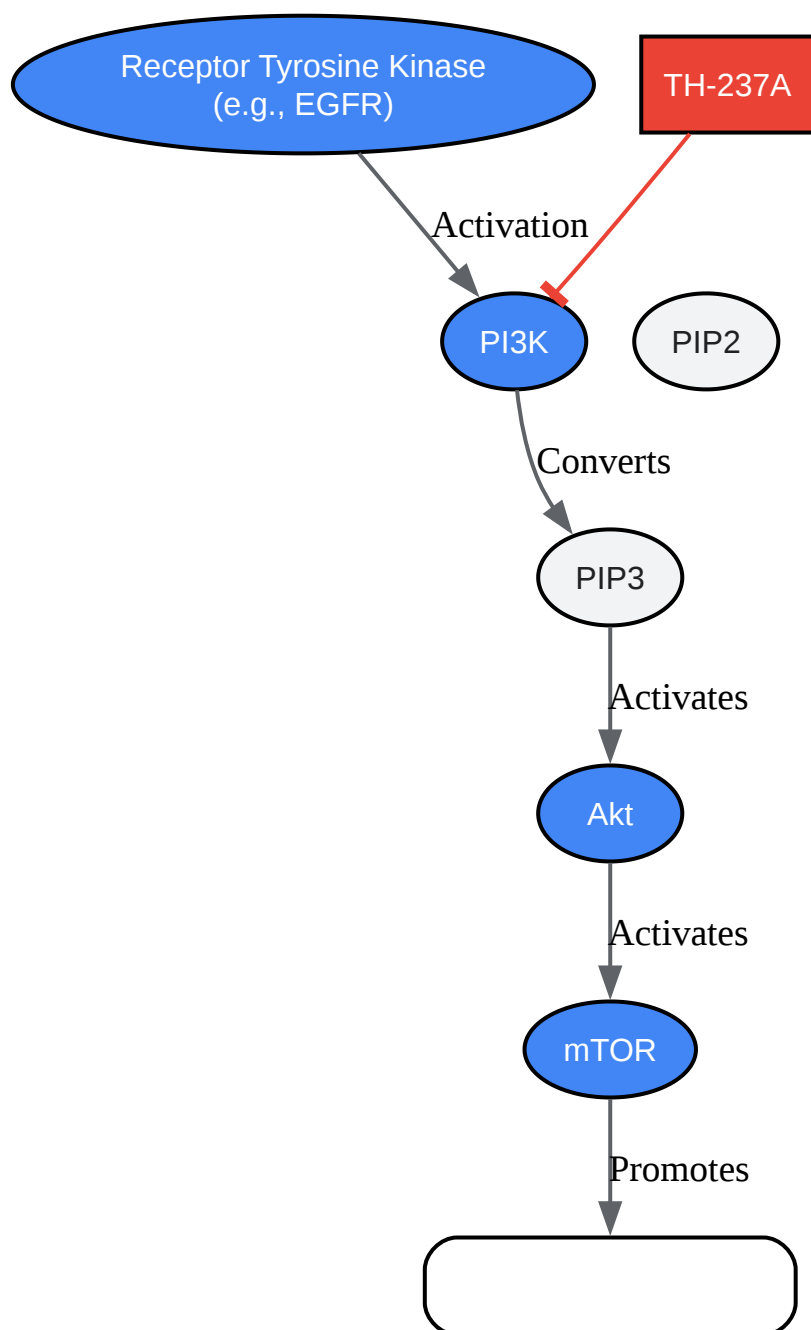 Receptor Tyrosine Kinase
(e.g., EGFR)
TH-237A
Activation
PI3K
PIP2
Converts
PIP3
Activates
Akt
Activates
mTOR
Promotes